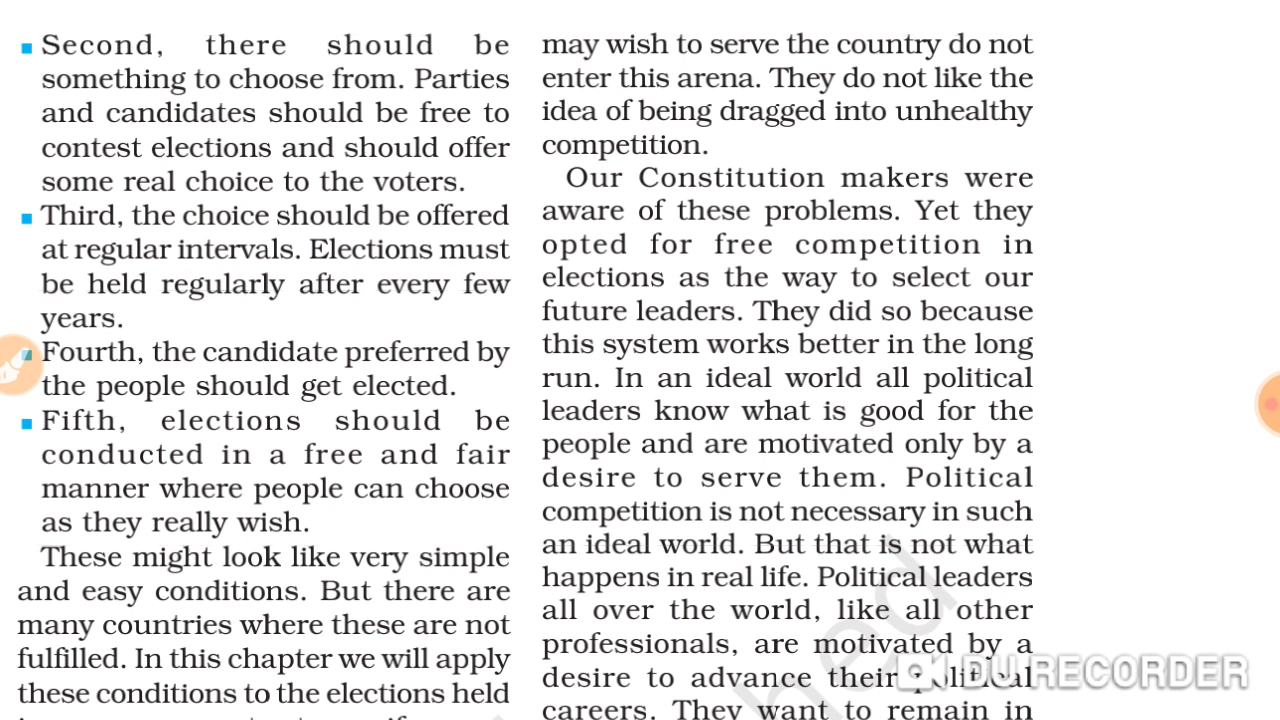 Second, there should be
something to choose from. Parties
and candidates should be free to
contest elections and should offer
some real choice to the voters.
Third, the choice should be offered
at regular intervals. Elections must
be held regularly after every few
years.
Fourth, the candidate preferred by
the people should get elected.
Fifth, elections should be
conducted in a free and fair
manner where people can choose
as they really wish.
These might look like very simple
and easy conditions. But there are
many countries where these are not
fulfilled. In this chapter we will apply
these conditions to the elections held
may wish to serve the country do not
enter this arena. They do not like the
idea of being dragged into unhealthy
competition.
Our Constitution makers were
aware of these problems. Yet they
opted for free competition in
elections as the way to select our
future leaders. They did so because
this system works better in the long
run. In an ideal world all political
leaders know what is good for the
people and are motivated only by a
desire to serve them. Political
competition is not necessary in such
an ideal world. But that is not what
happens in real life. Political leaders
all over the world, like all other
professionals, are motivated by a
desire to advance their political
careers. They want to remain in
DU RECORDER